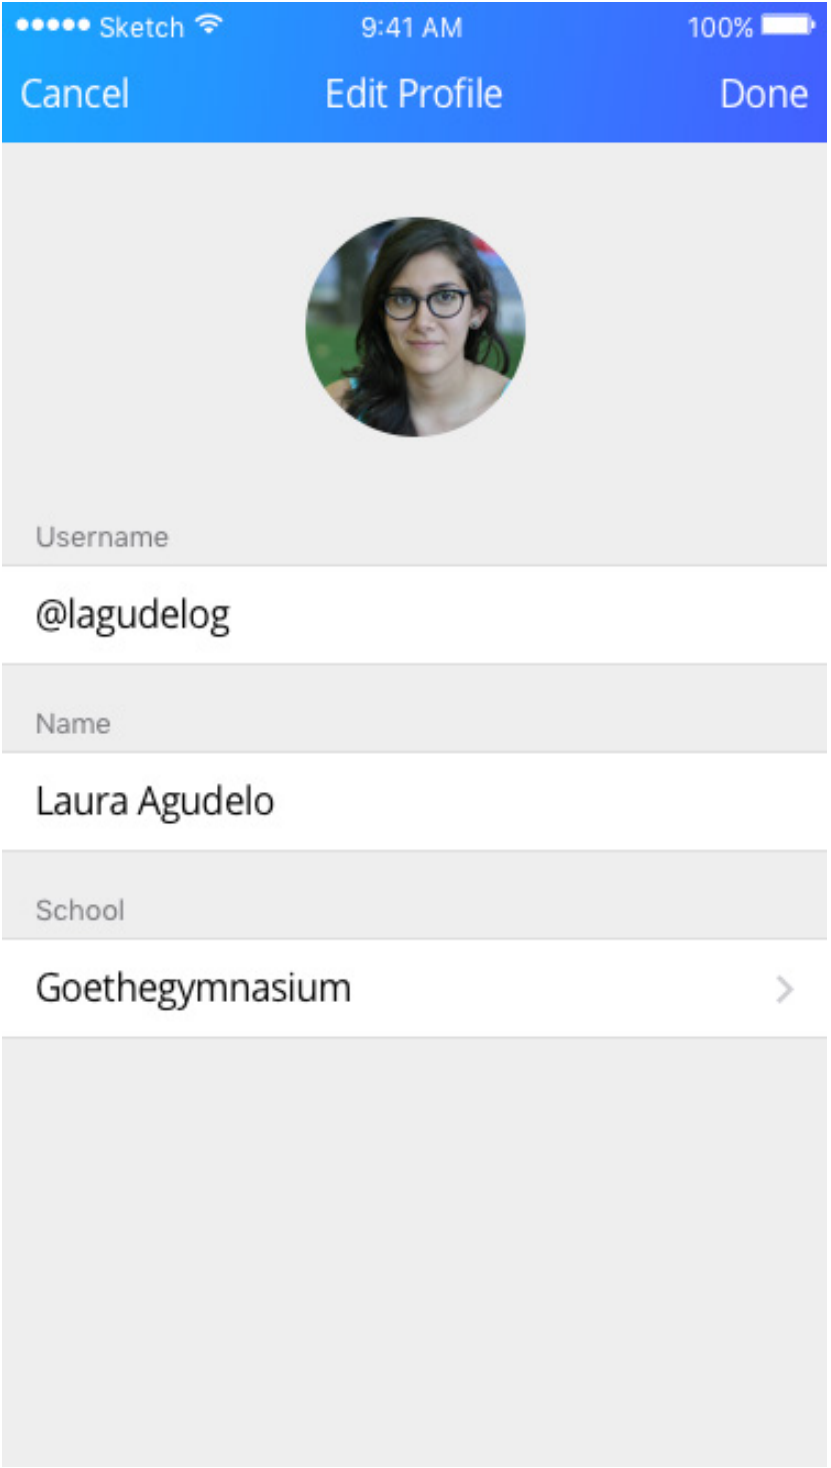 Sketch 9:41 AM 100%
Cancel Edit Profile Done
Username
@lagudelog
Name
Laura Agudelo
School
Goethegymnasium